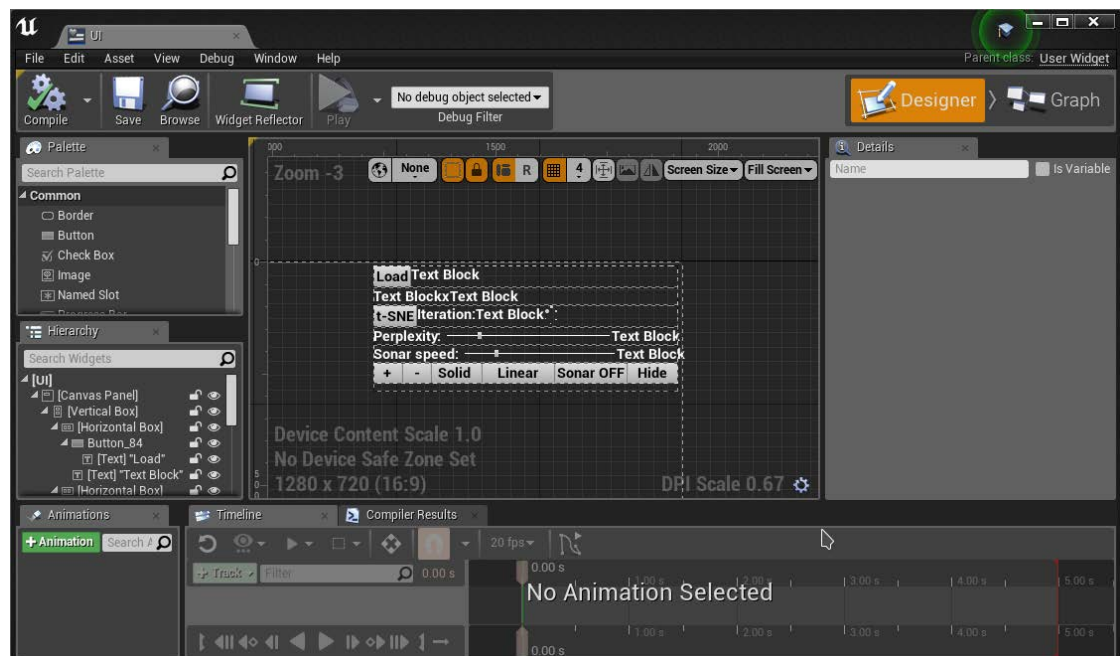 UI
File Edit Asset View Debug Window Help
Parent class: User Widget
Compile Save Browse Widget Reflector Play
No debug object selected
Debug Filter
Designer Graph
Palette
Search Palette
Common
Border
Button
Check Box
Image
Named Slot
Hierarchy
Search Widgets
[UI]
[Canvas Panel]
[Vertical Box]
[Horizontal Box]
Button_84
[Text] "Load"
[Text] "Text Block"
[Horizontal Box]
1500 2000
Zoom -3 None R 4 Screen Size Fill Screen
0
Load Text Block
Text BlockxText Block
t-SNE Iteration:Text Block
Perplexity: Text Block
Sonar speed: Text Block
+ - Solid Linear Sonar OFF Hide
Device Content Scale 1.0
No Device Safe Zone Set
1280 x 720 (16:9) DPI Scale 0.67
Details
Name Is Variable
Animations
+Animation Search A
Timeline Compiler Results
20 fps
+ Track Filter 0.00 s
0.00 s 1.00 s 2.00 s 3.00 s 4.00 s 5.00 s
No Animation Selected
0.00 s 1.00 s 2.00 s 3.00 s 4.00 s 5.00 s